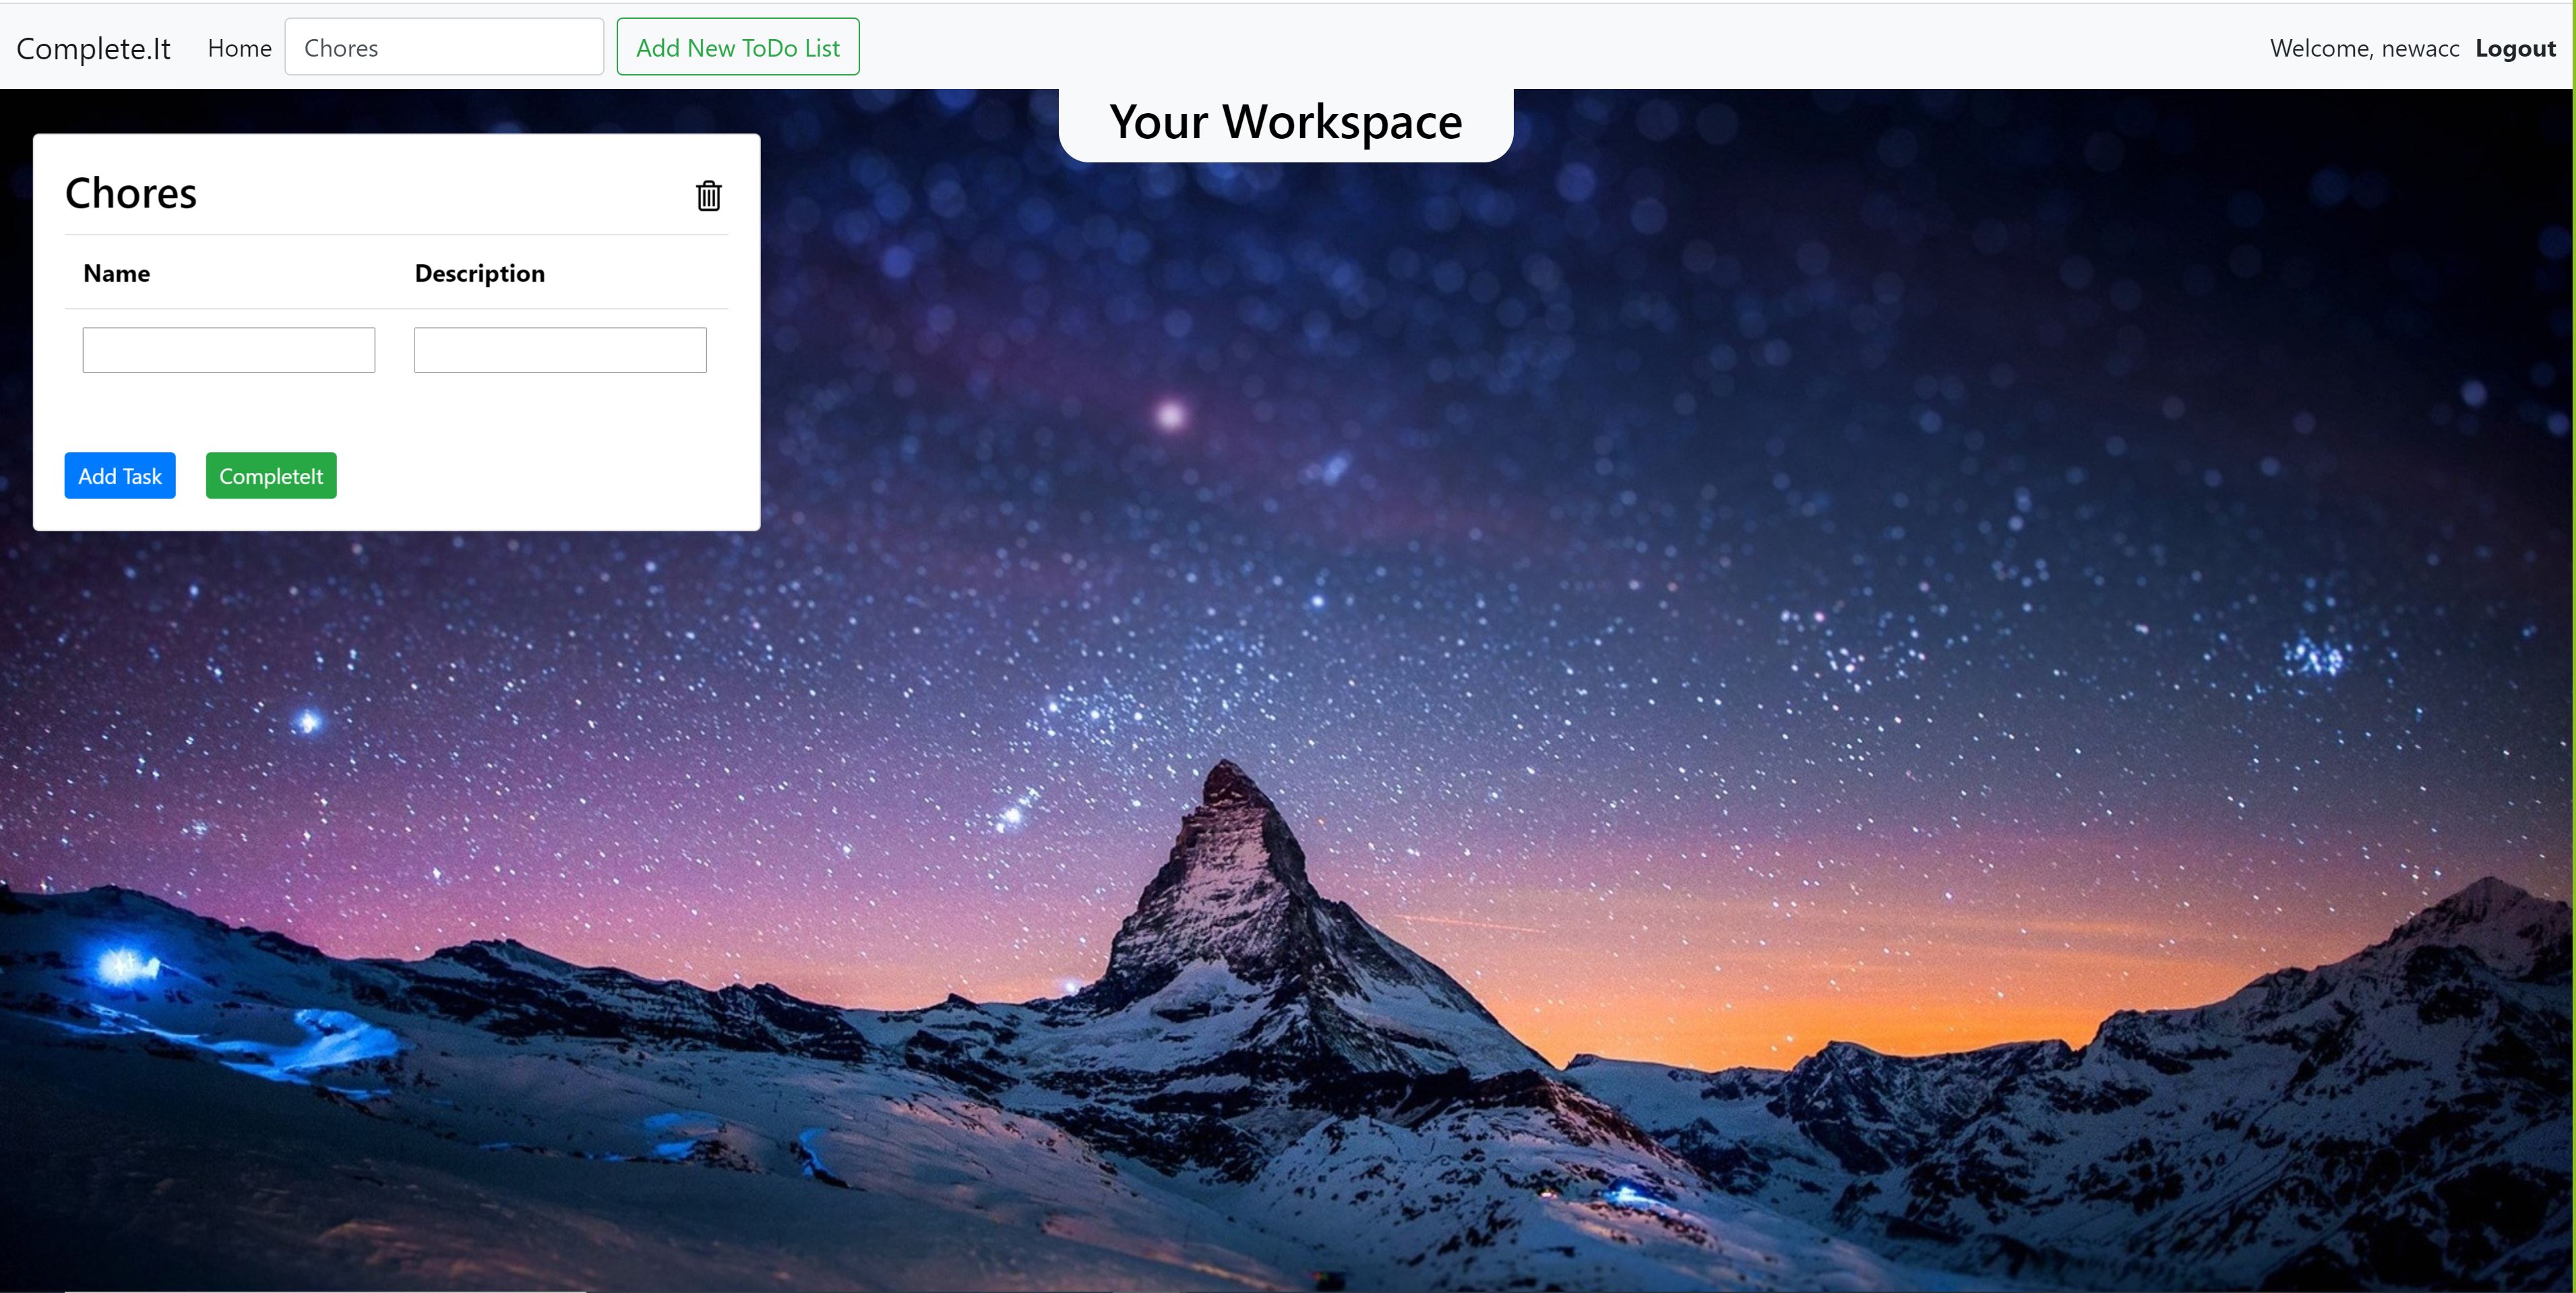 Complete.It Home Chores Add New ToDo List Welcome, newacc Logout
Your Workspace
Chores
Name Description
Add Task CompleteIt